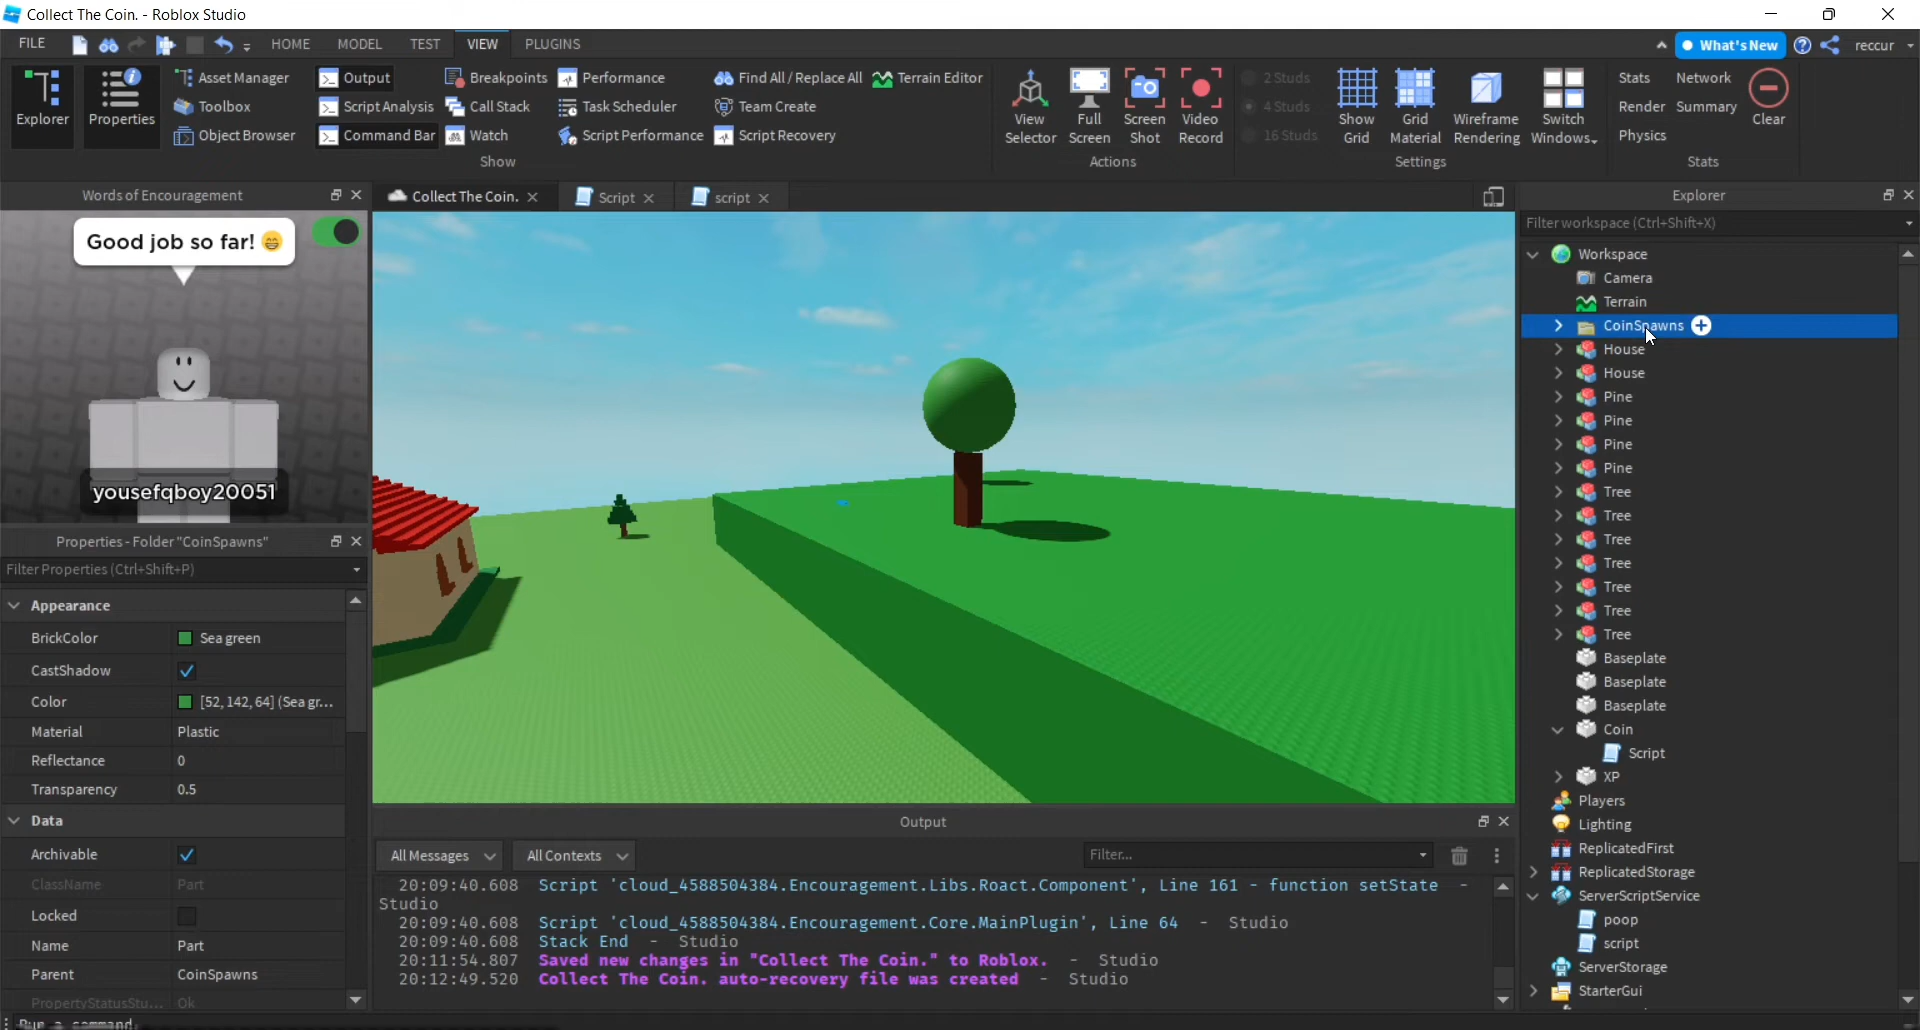 Collect The Coin. - Roblox Studio
FILE HOME MODEL TEST VIEW PLUGINS What's New reccur
Explorer
Properties
Asset Manager
Toolbox
Object Browser
Output
Script Analysis
Command Bar
Breakpoints
Call Stack
Watch
Performance
Task Scheduler
Script Performance
Find All / Replace All
Team Create
Script Recovery
Terrain Editor
Show
View
Selector
Full
Screen
Screen
Shot
Video
Record
Actions
2 Studs
4 Studs
16 Studs
Show
Grid
Grid
Material
Wireframe
Rendering
Switch
Windows
Settings
Stats Network
Render Summary
Physics
Clear
Stats
Words of Encouragement
Good job so far! 😁
yousefqboy20051
Properties - Folder "CoinSpawns"
Filter Properties (Ctrl+Shift+P)
Appearance
BrickColor Sea green
CastShadow
Color [52, 142, 64] (Sea gr...
Material Plastic
Reflectance 0
Transparency 0.5
Data
Archivable
ClassName Part
Locked
Name Part
Parent CoinSpawns
PropertyStatusStu... Ok
Run a command
Collect The Coin. Script script
Output
All Messages All Contexts Filter...
20:09:40.608 Script 'cloud_4588504384.Encouragement.Libs.Roact.Component', Line 161 - function setState -
Studio
20:09:40.608 Script 'cloud_4588504384.Encouragement.Core.MainPlugin', Line 64 - Studio
20:09:40.608 Stack End - Studio
20:11:54.807 Saved new changes in "Collect The Coin." to Roblox. - Studio
20:12:49.520 Collect The Coin. auto-recovery file was created - Studio
Explorer
Filter workspace (Ctrl+Shift+X)
Workspace
Camera
Terrain
CoinSpawns
House
House
Pine
Pine
Pine
Pine
Tree
Tree
Tree
Tree
Tree
Tree
Tree
Baseplate
Baseplate
Baseplate
Coin
Script
XP
Players
Lighting
ReplicatedFirst
ReplicatedStorage
ServerScriptService
poop
script
ServerStorage
StarterGui